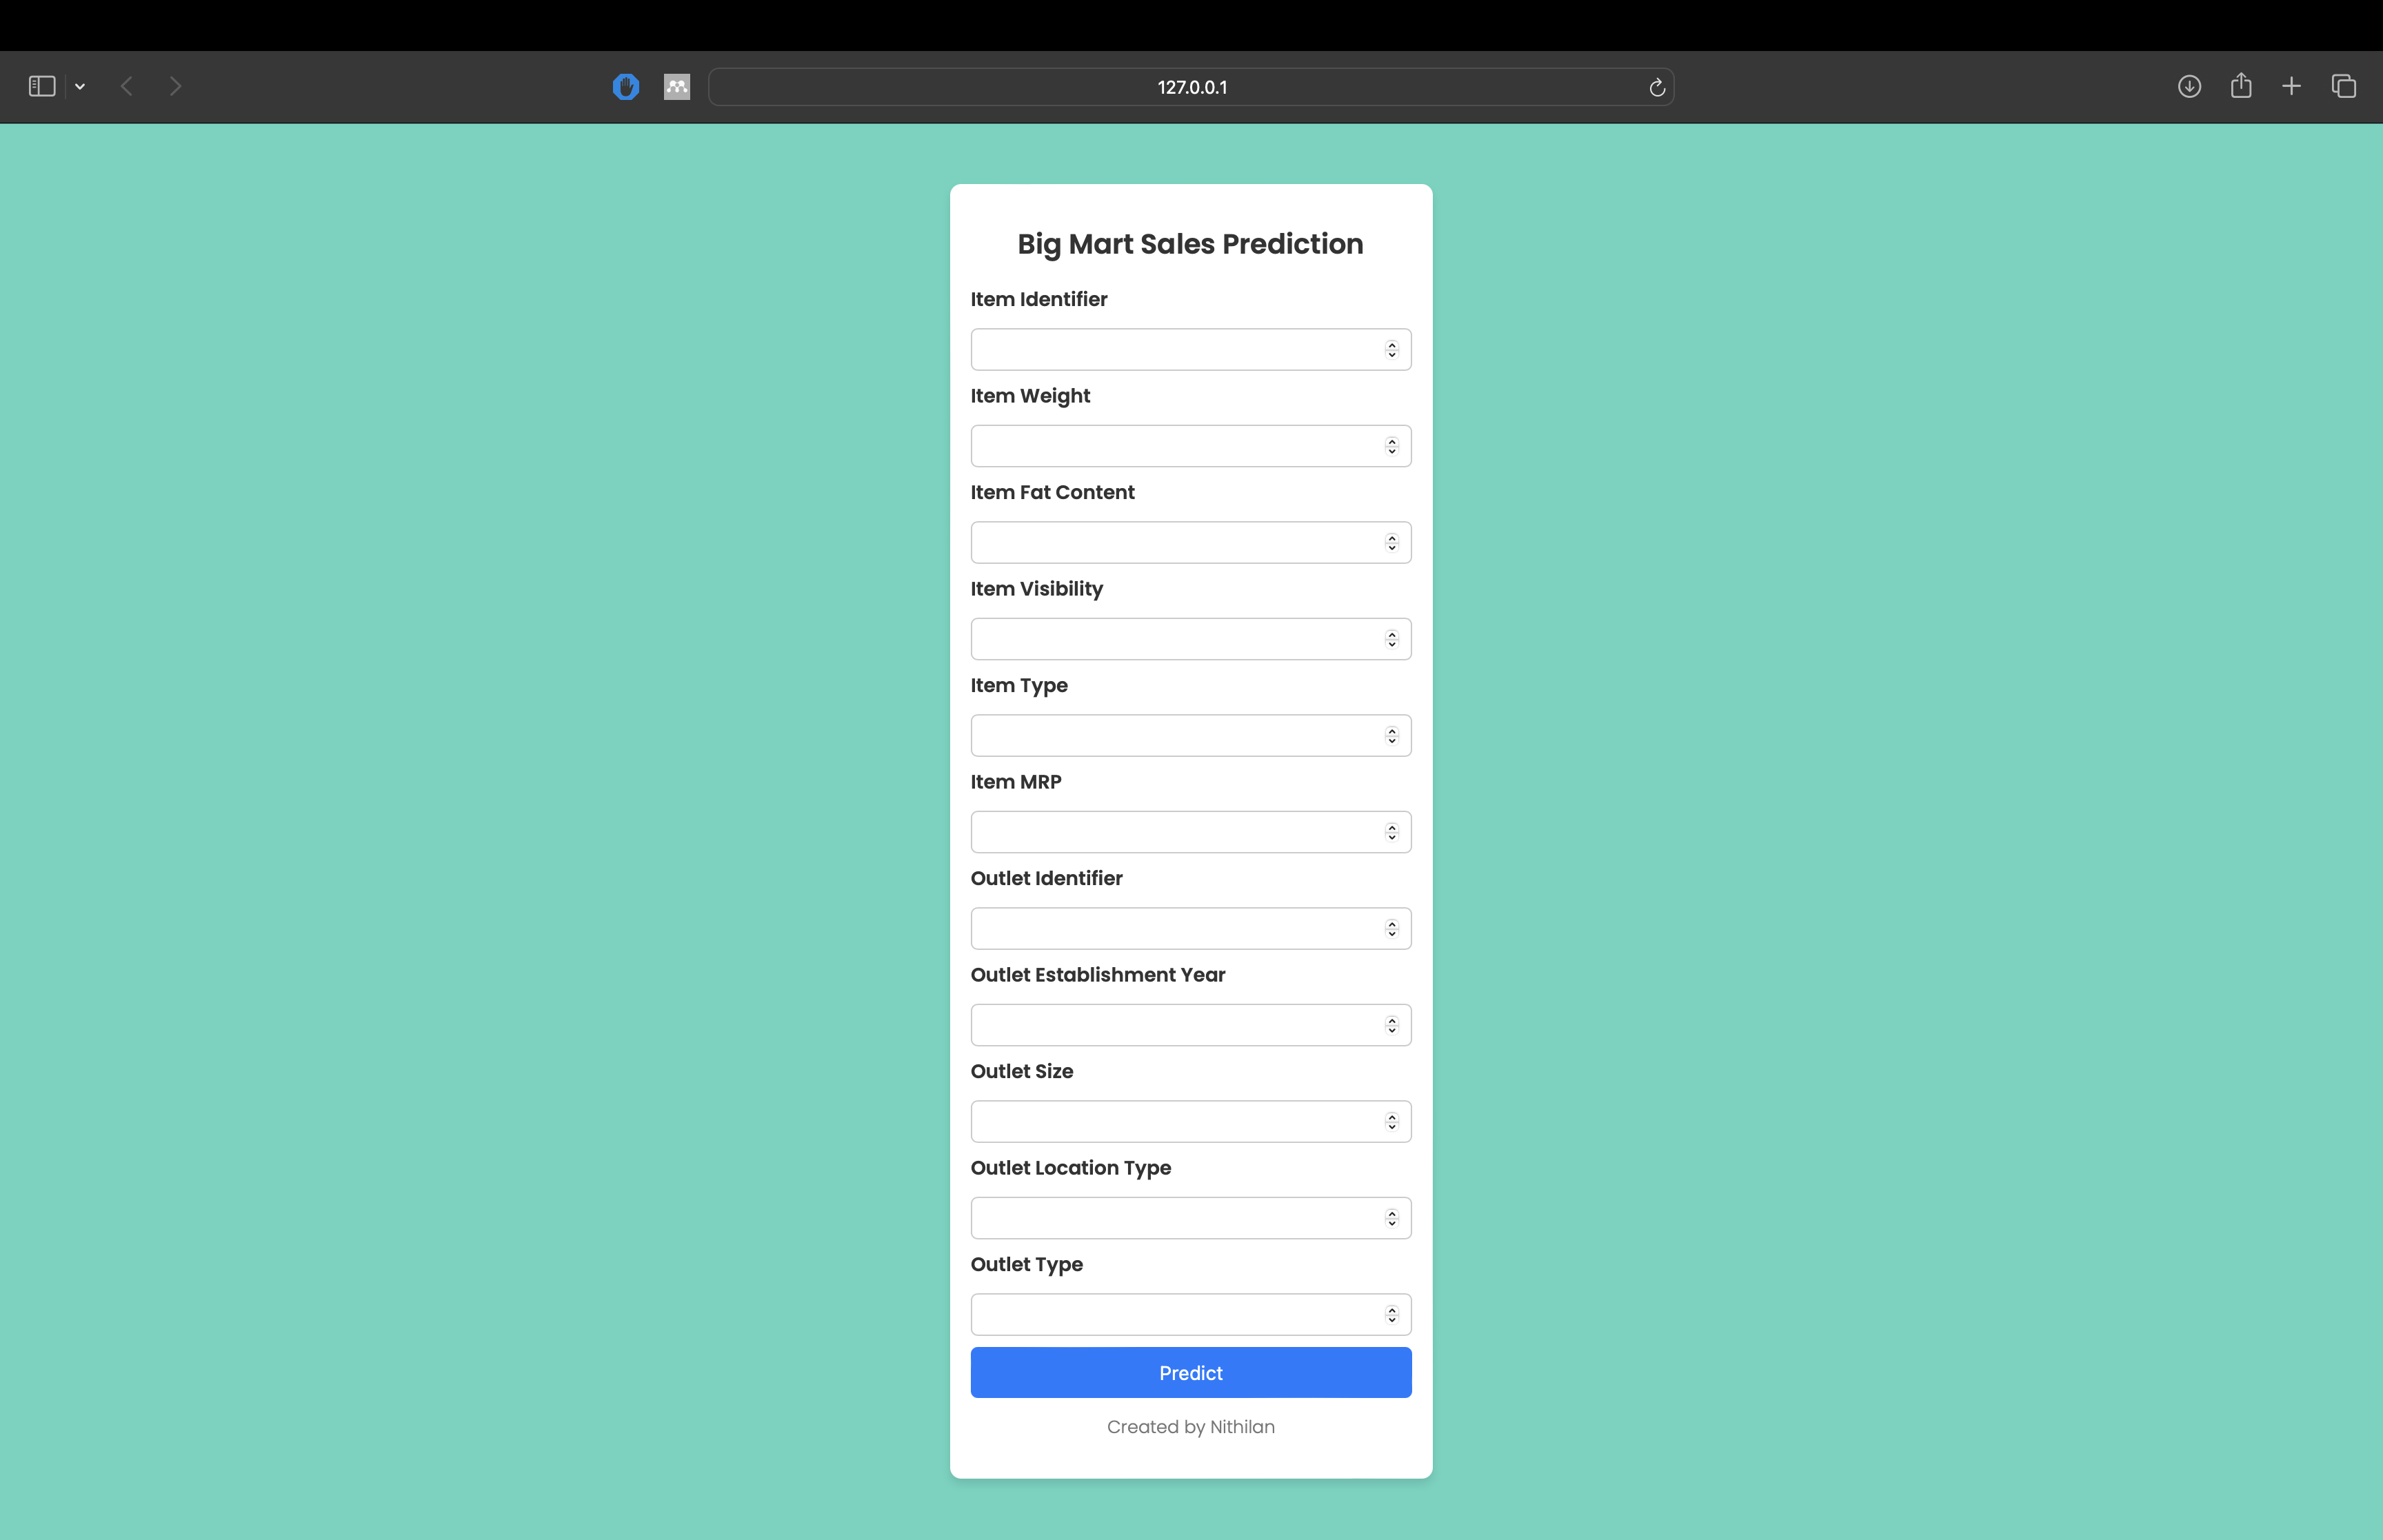 127.0.0.1
Big Mart Sales Prediction
Item Identifier
Item Weight
Item Fat Content
Item Visibility
Item Type
Item MRP
Outlet Identifier
Outlet Establishment Year
Outlet Size
Outlet Location Type
Outlet Type
Predict
Created by Nithilan